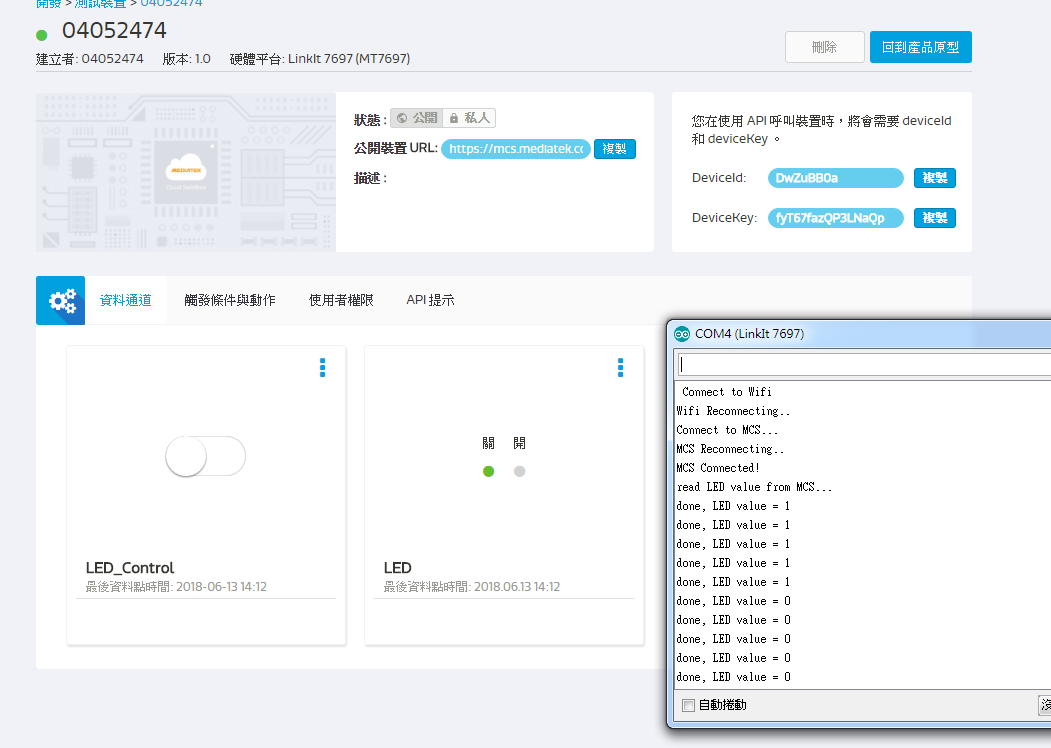 開發 > 測試裝置 > 04052474
04052474
建立者: 04052474 版本: 1.0 硬體平台: LinkIt 7697 (MT7697)
刪除 回到產品原型
MEDIATEK
Cloud Sandbox
狀態 : 公開 私人
公開裝置 URL: https://mcs.mediatek.cc 複製
描述 :
您在使用 API 呼叫裝置時，將會需要 deviceId
和 deviceKey 。
DeviceId: DwZuBB0a 複製
DeviceKey: fyT67fazQP3LNaQp 複製
資料通道 觸發條件與動作 使用者權限 API 提示
LED_Control
最後資料點時間: 2018-06-13 14:12
關 開
LED
最後資料點時間: 2018.06.13 14:12
COM4 (LinkIt 7697)
Connect to Wifi
Wifi Reconnecting..
Connect to MCS...
MCS Reconnecting..
MCS Connected!
read LED value from MCS...
done, LED value = 1
done, LED value = 1
done, LED value = 1
done, LED value = 1
done, LED value = 1
done, LED value = 0
done, LED value = 0
done, LED value = 0
done, LED value = 0
done, LED value = 0
自動捲動